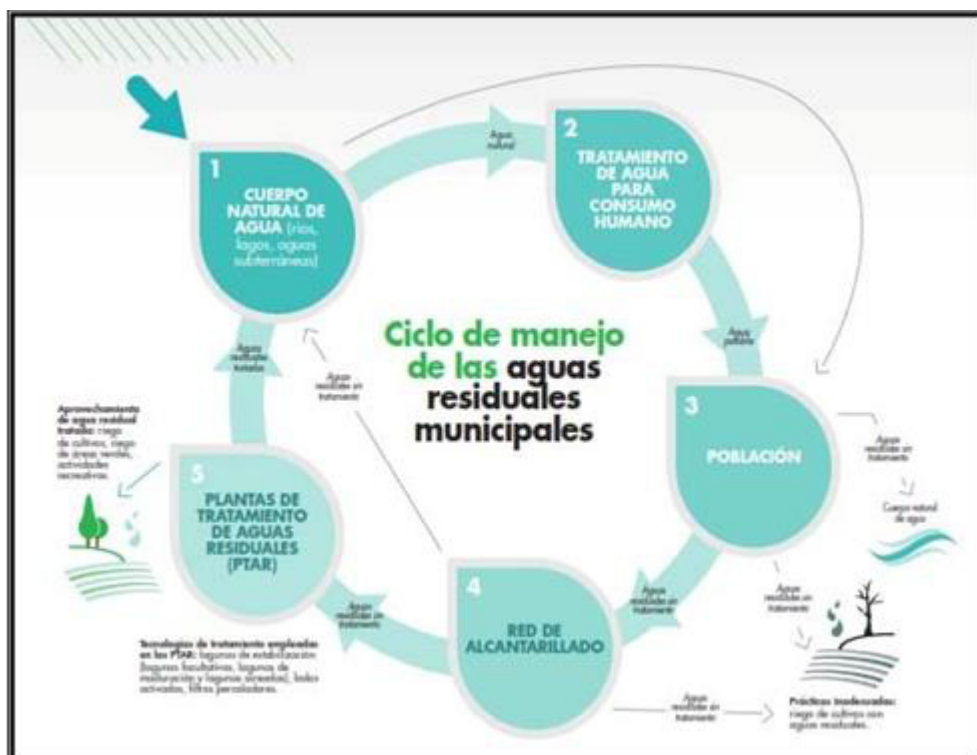 1
CUERPO
NATURAL DE
AGUA (ríos,
lagos, aguas
subterráneas)
Agua
natural
2
TRATAMIENTO
DE AGUA
PARA
CONSUMO
HUMANO
Agua
potable
Ciclo de manejo
de las aguas
residuales
municipales
3
POBLACIÓN
Aguas
residuales sin
tratamiento
Cuerpo natural
de agua
Aguas
residuales sin
tratamiento
Prácticas inadecuadas:
riego de cultivos con
aguas residuales.
Aguas
residuales sin
tratamiento
4
RED DE
ALCANTARILLADO
Aguas
residuales sin
tratamiento
Aguas
residuales sin
tratamiento
Aguas
residuales sin
tratamiento
5
PLANTAS DE
TRATAMIENTO
DE AGUAS
RESIDUALES
(PTAR)
Aguas
residuales
tratadas
Aprovechamiento
de agua residual
tratada: riego
de cultivos, riego
de áreas verdes,
actividades
recreativas.
Tecnologías de tratamiento empleadas
en las PTAR: lagunas de estabilización
(lagunas facultativas, lagunas de
maduración y lagunas aireadas), lodos
activados, filtros percoladores.